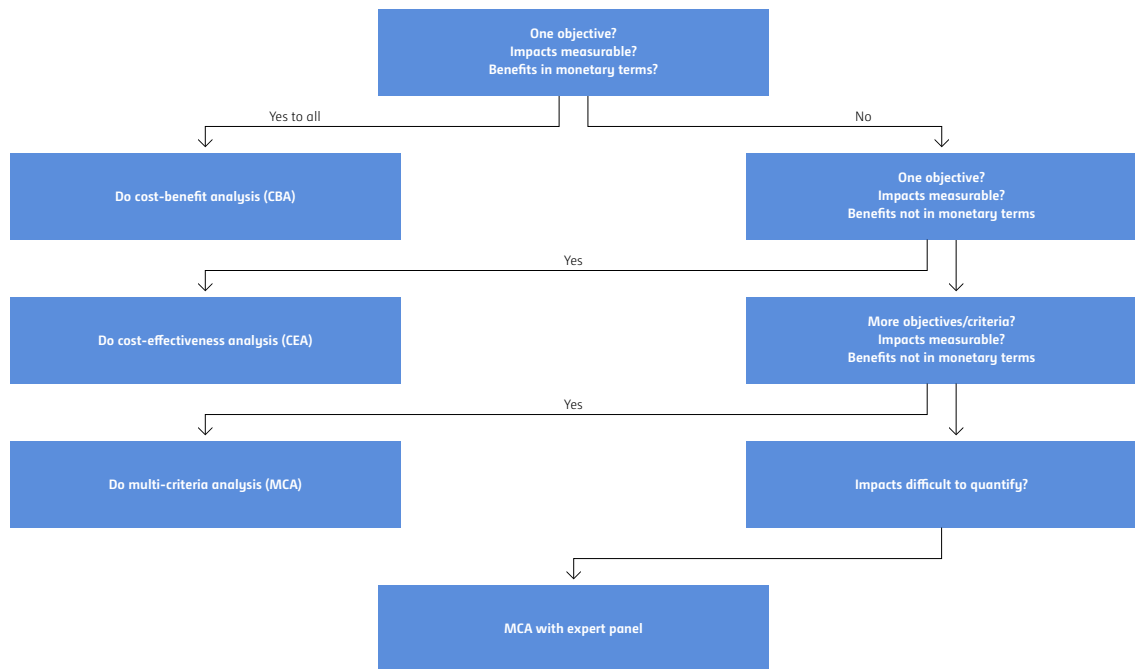 One objective?
Impacts measurable?
Benefits in monetary terms?
Yes to all
No
Do cost-benefit analysis (CBA)
One objective?
Impacts measurable?
Benefits not in monetary terms
Yes
Do cost-effectiveness analysis (CEA)
More objectives/criteria?
Impacts measurable?
Benefits not in monetary terms
Yes
Do multi-criteria analysis (MCA)
Impacts difficult to quantify?
MCA with expert panel